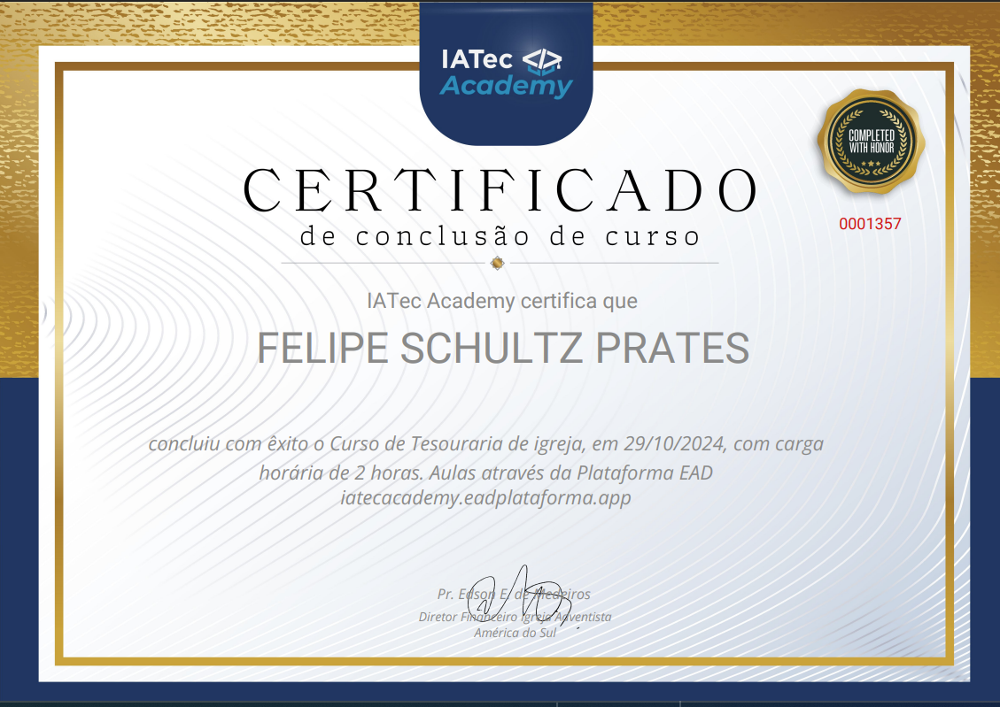 IATec
Academy
COMPLETED
WITH HONOR
CERTIFICADO
0001357
de conclusão de curso
IATec Academy certifica que
FELIPE SCHULTZ PRATES
concluiu com êxito o Curso de Tesouraria de igreja, em 29/10/2024, com carga
horária de 2 horas. Aulas através da Plataforma EAD
iatecacademy.eadplataforma.app
Pr. Edson E. de Medeiros
Diretor Financeiro Igreja Adventista
América do Sul